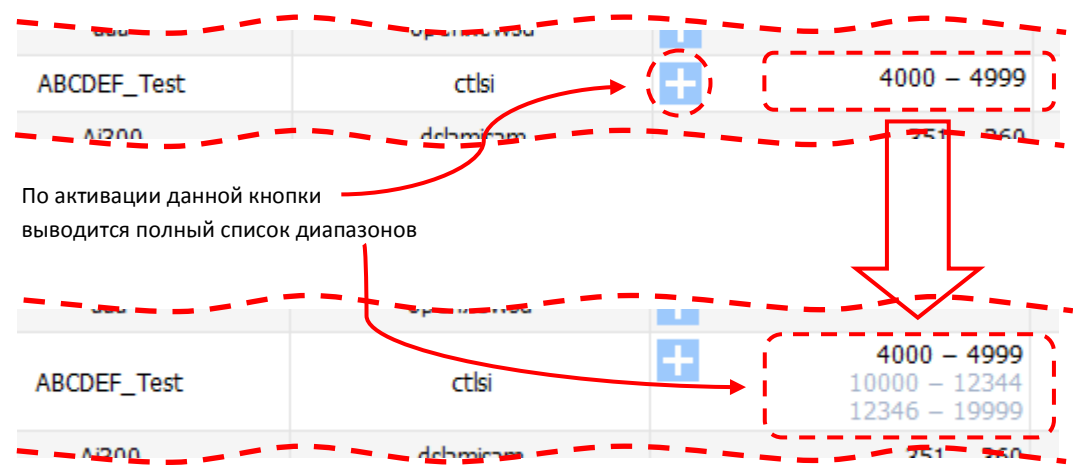 ABCDEF_Test ctlsi 4000 – 4999
По активации данной кнопки
выводится полный список диапазонов
ABCDEF_Test ctlsi 4000 – 4999
10000 – 12344
12346 – 19999